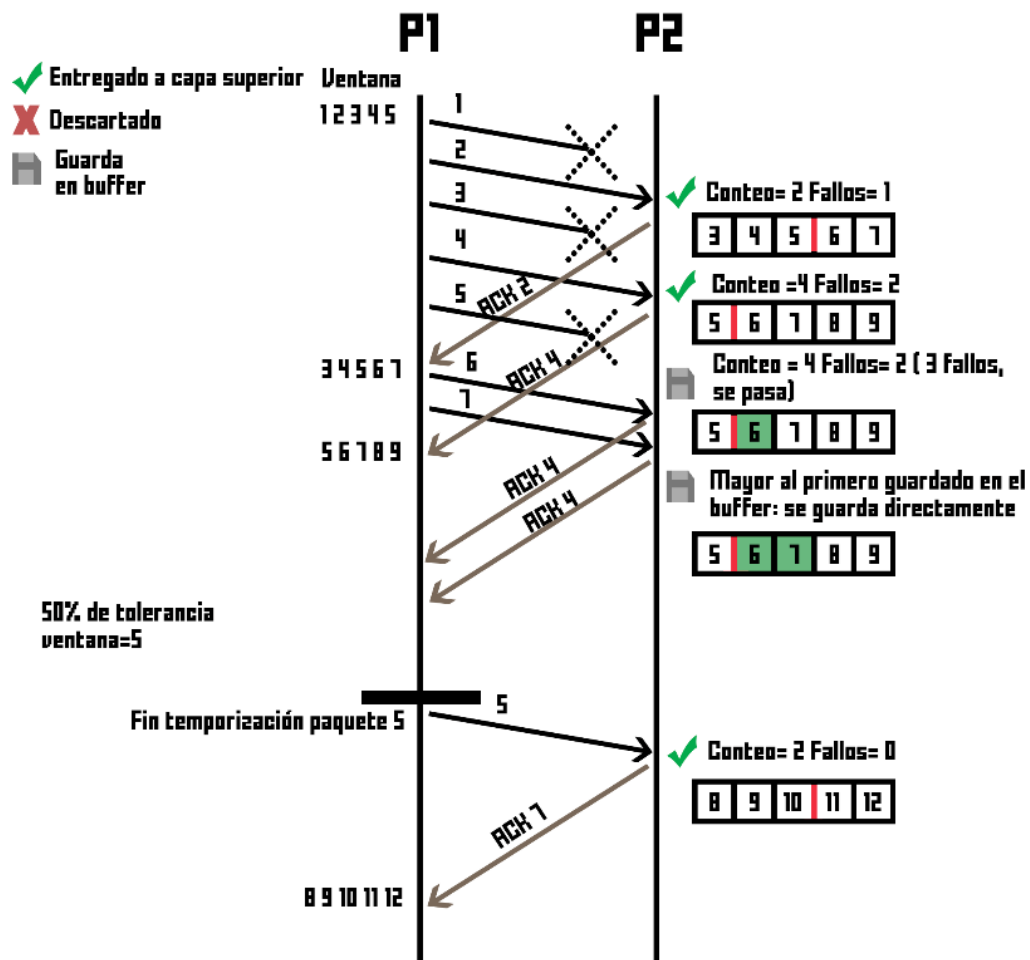 P1 P2
Entregado a capa superior
Descartado
Guarda
en buffer
Ventana
1 2 3 4 5
1
2
3
4
5
ACK 2
Conteo= 2 Fallos= 1
3 4 5 6 7
Conteo =4 Fallos= 2
5 6 7 8 9
3 4 5 6 7
6
ACK 4
7
Conteo = 4 Fallos= 2 ( 3 fallos,
se pasa)
5 6 7 8 9
5 6 7 8 9
ACK 4
ACK 4
Mayor al primero guardado en el
buffer: se guarda directamente
5 6 7 8 9
50% de tolerancia
ventana=5
Fin temporización paquete 5
5
Conteo= 2 Fallos= 0
8 9 10 11 12
ACK 7
8 9 10 11 12